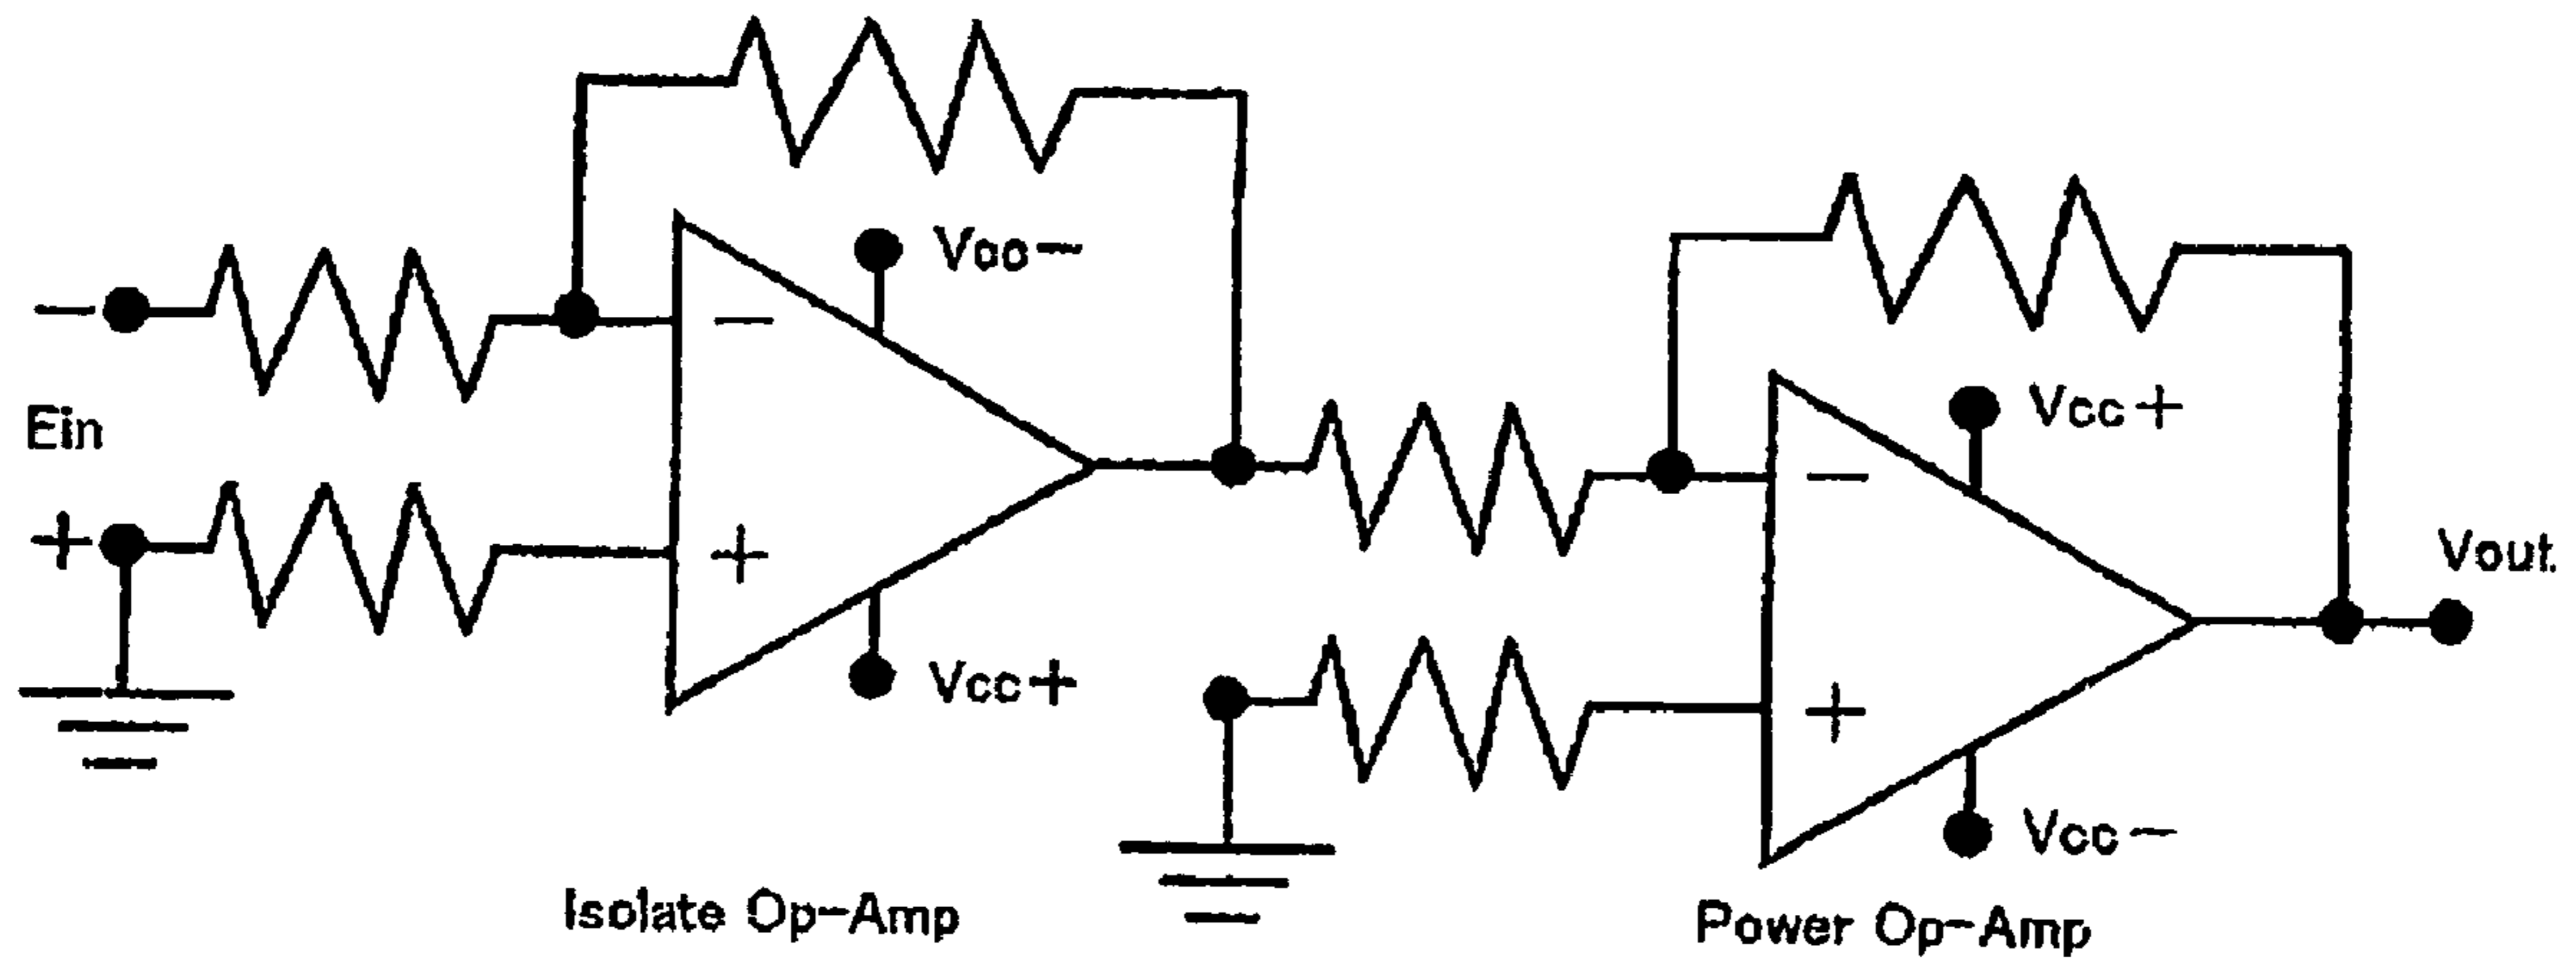 Vcc−
−
−
Ein
+
+
Vcc+
Vcc+
−
+
Vcc−
Vout.
Isolate Op-Amp
Power Op-Amp